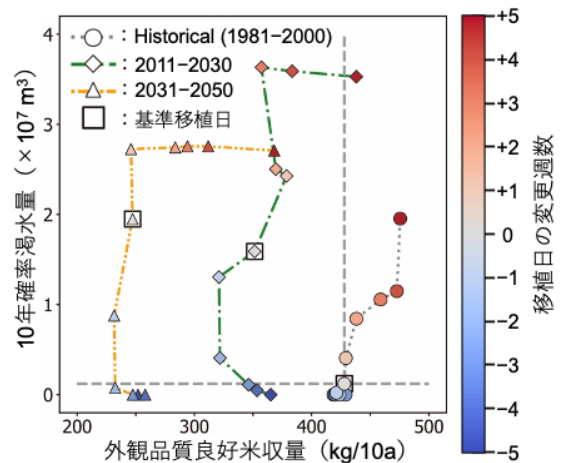 4
3
2
1
0
10年確率渇水量（×10⁷ m³）
○ : Historical (1981−2000)
◇ : 2011−2030
△ : 2031−2050
□ : 基準移植日
200 300 400 500
外観品質良好米収量 (kg/10a)
+5
+4
+3
+2
+1
0
−1
−2
−3
−4
−5
移植日の変更週数